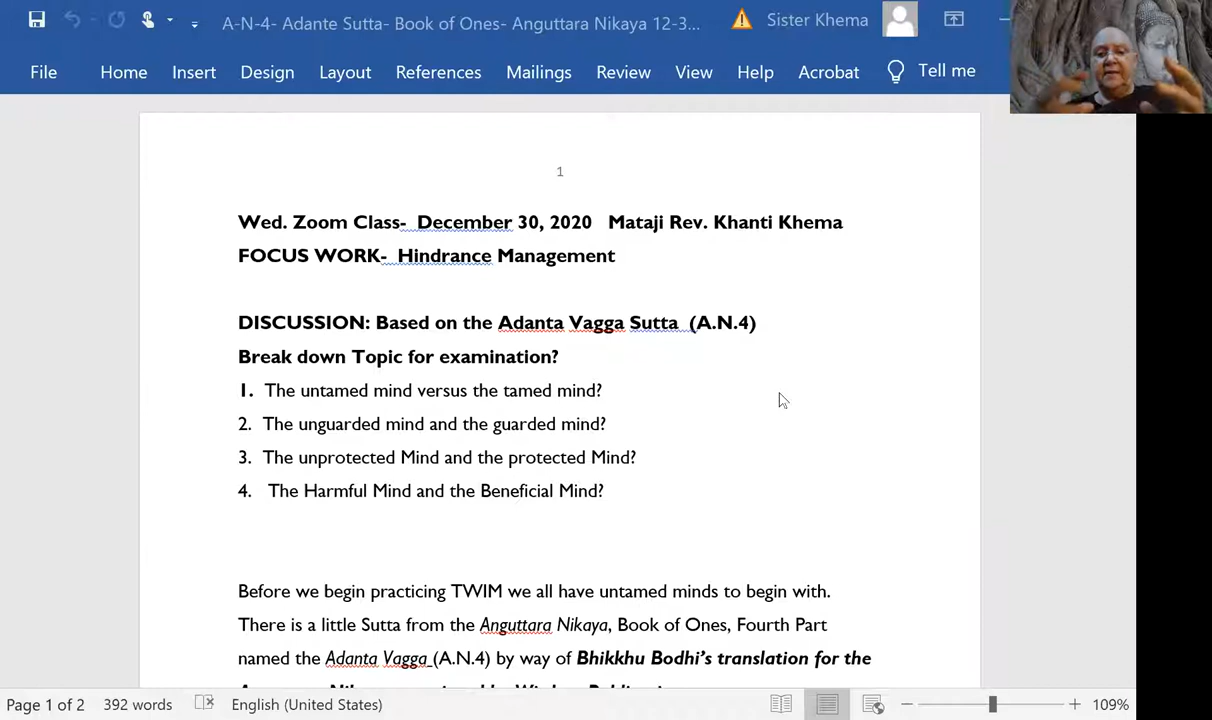 A-N-4- Adante Sutta- Book of Ones- Anguttara Nikaya 12-3...
Sister Khema
File Home Insert Design Layout References Mailings Review View Help Acrobat Tell me
1
Wed. Zoom Class- December 30, 2020 Mataji Rev. Khanti Khema
FOCUS WORK- Hindrance Management
DISCUSSION: Based on the Adanta Vagga Sutta (A.N.4)
Break down Topic for examination?
1. The untamed mind versus the tamed mind?
2. The unguarded mind and the guarded mind?
3. The unprotected Mind and the protected Mind?
4. The Harmful Mind and the Beneficial Mind?
Before we begin practicing TWIM we all have untamed minds to begin with.
There is a little Sutta from the Anguttara Nikaya, Book of Ones, Fourth Part
named the Adanta Vagga (A.N.4) by way of Bhikkhu Bodhi's translation for the
Page 1 of 2 392 words English (United States) 109%